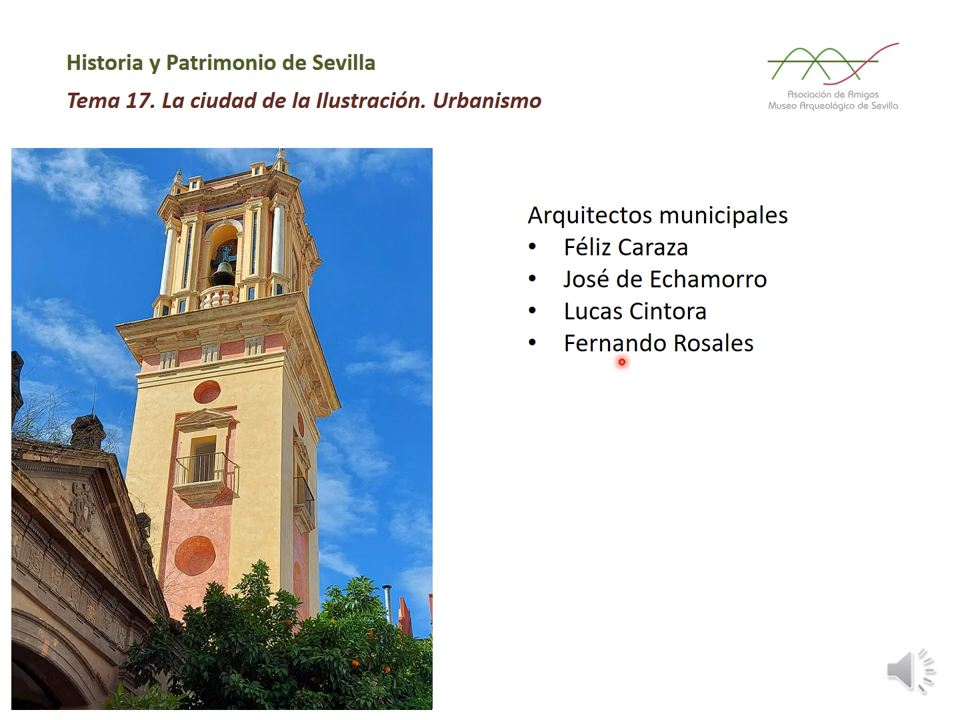 Historia y Patrimonio de Sevilla
Tema 17. La ciudad de la Ilustración. Urbanismo
Asociación de Amigos
Museo Arqueológico de Sevilla
Arquitectos municipales
• Féliz Caraza
• José de Echamorro
• Lucas Cintora
• Fernando Rosales